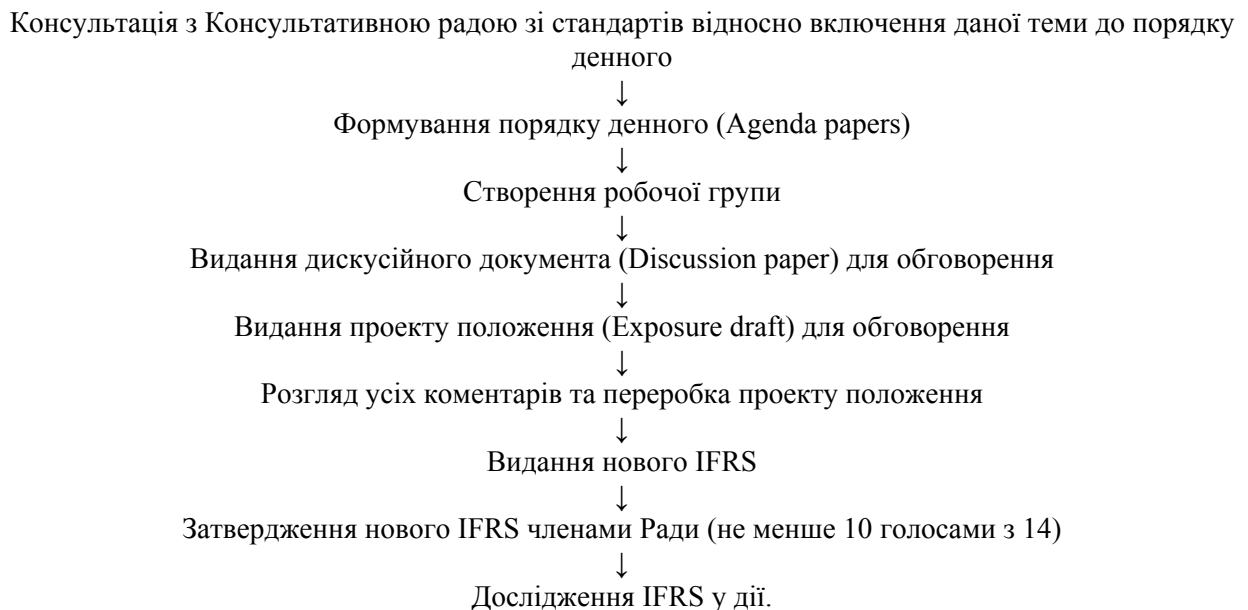 Консультація з Консультативною радою зі стандартів відносно включення даної теми до порядку
денного
↓
Формування порядку денного (Agenda papers)
↓
Створення робочої групи
↓
Видання дискусійного документа (Discussion paper) для обговорення
↓
Видання проекту положення (Exposure draft) для обговорення
↓
Розгляд усіх коментарів та переробка проекту положення
↓
Видання нового IFRS
↓
Затвердження нового IFRS членами Ради (не менше 10 голосами з 14)
↓
Дослідження IFRS у дії.